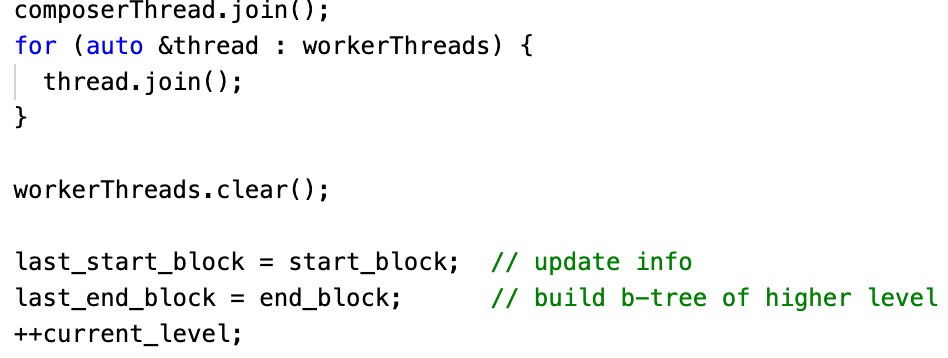 composerThread.join();
for (auto &thread : workerThreads) {
  thread.join();
}

workerThreads.clear();

last_start_block = start_block;  // update info
last_end_block = end_block;      // build b-tree of higher level
++current_level;